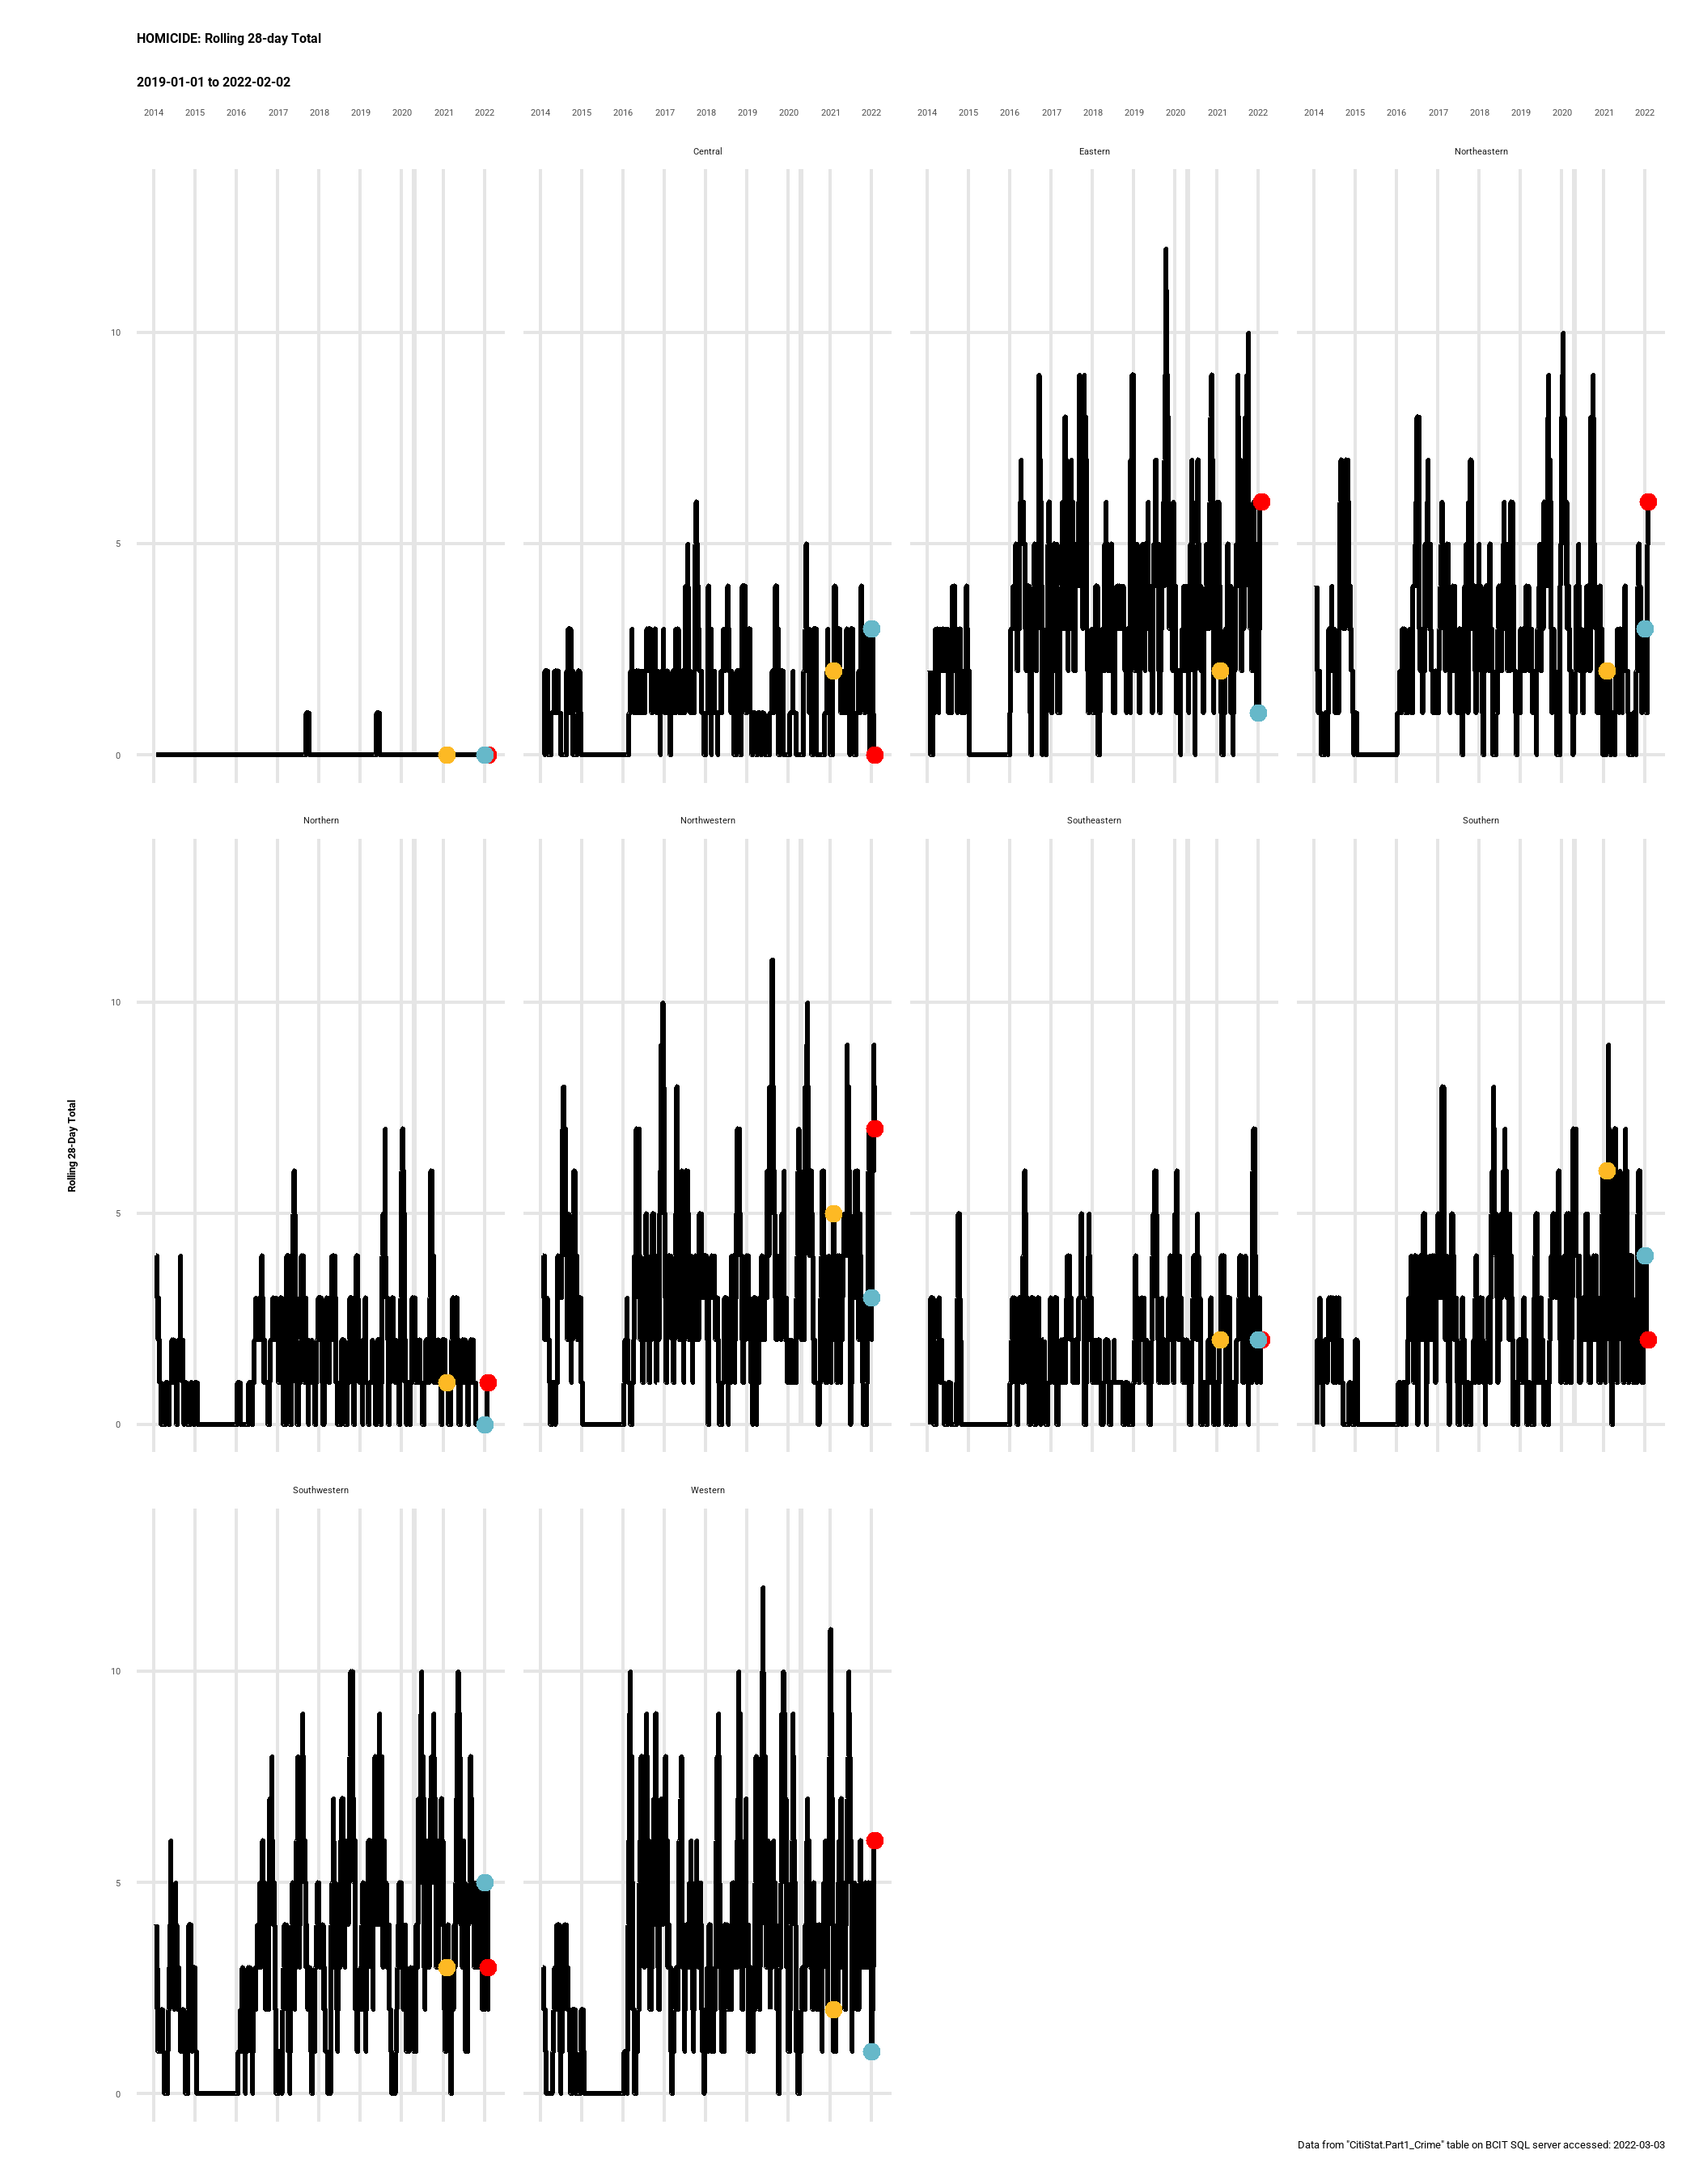 HOMICIDE: Rolling 28-day Total
2019-01-01 to 2022-02-02
2014 2015 2016 2017 2018 2019 2020 2021 2022 2014 2015 2016 2017 2018 2019 2020 2021 2022 2014 2015 2016 2017 2018 2019 2020 2021 2022 2014 2015 2016 2017 2018 2019 2020 2021 2022
Central Eastern Northeastern
10
5
0
Northern Northwestern Southeastern Southern
10
Rolling 28-Day Total
5
0
Southwestern Western
10
5
0
Data from "CitiStat.Part1_Crime" table on BCIT SQL server accessed: 2022-03-03